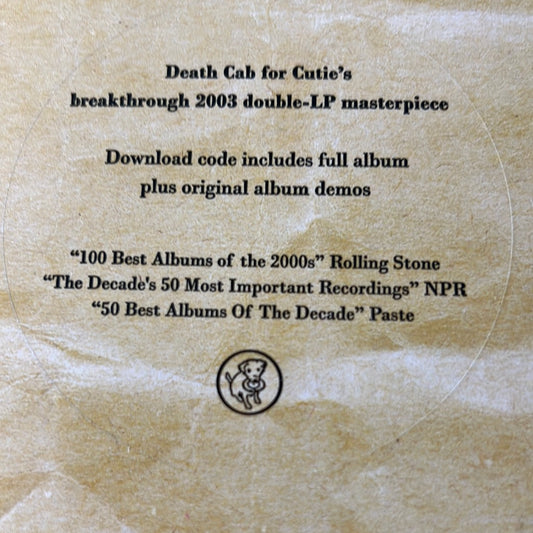 Death Cab for Cutie’s
breakthrough 2003 double-LP masterpiece
Download code includes full album
plus original album demos
“100 Best Albums of the 2000s” Rolling Stone
“The Decade's 50 Most Important Recordings” NPR
“50 Best Albums Of The Decade” Paste